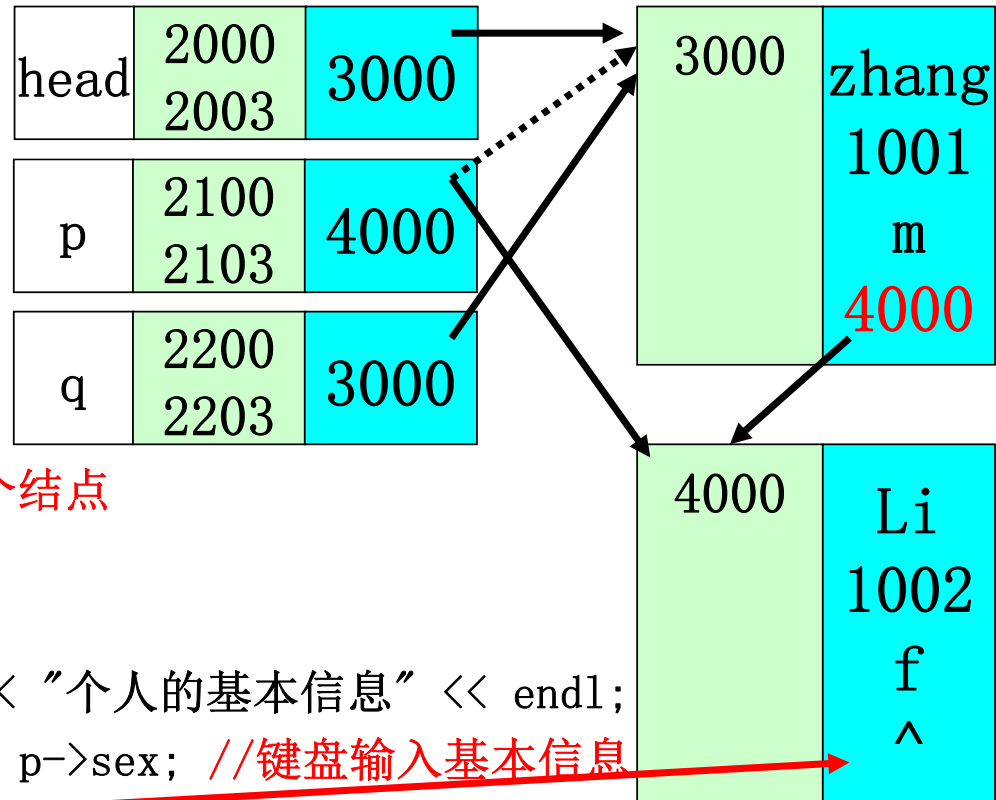 head 2000 2003 3000
p 2100 2103 4000
q 2200 2203 3000
3000 zhang
1001
m
4000
个结点
4000 Li
1002
f
^
< "个人的基本信息" << endl;
p->sex; //键盘输入基本信息